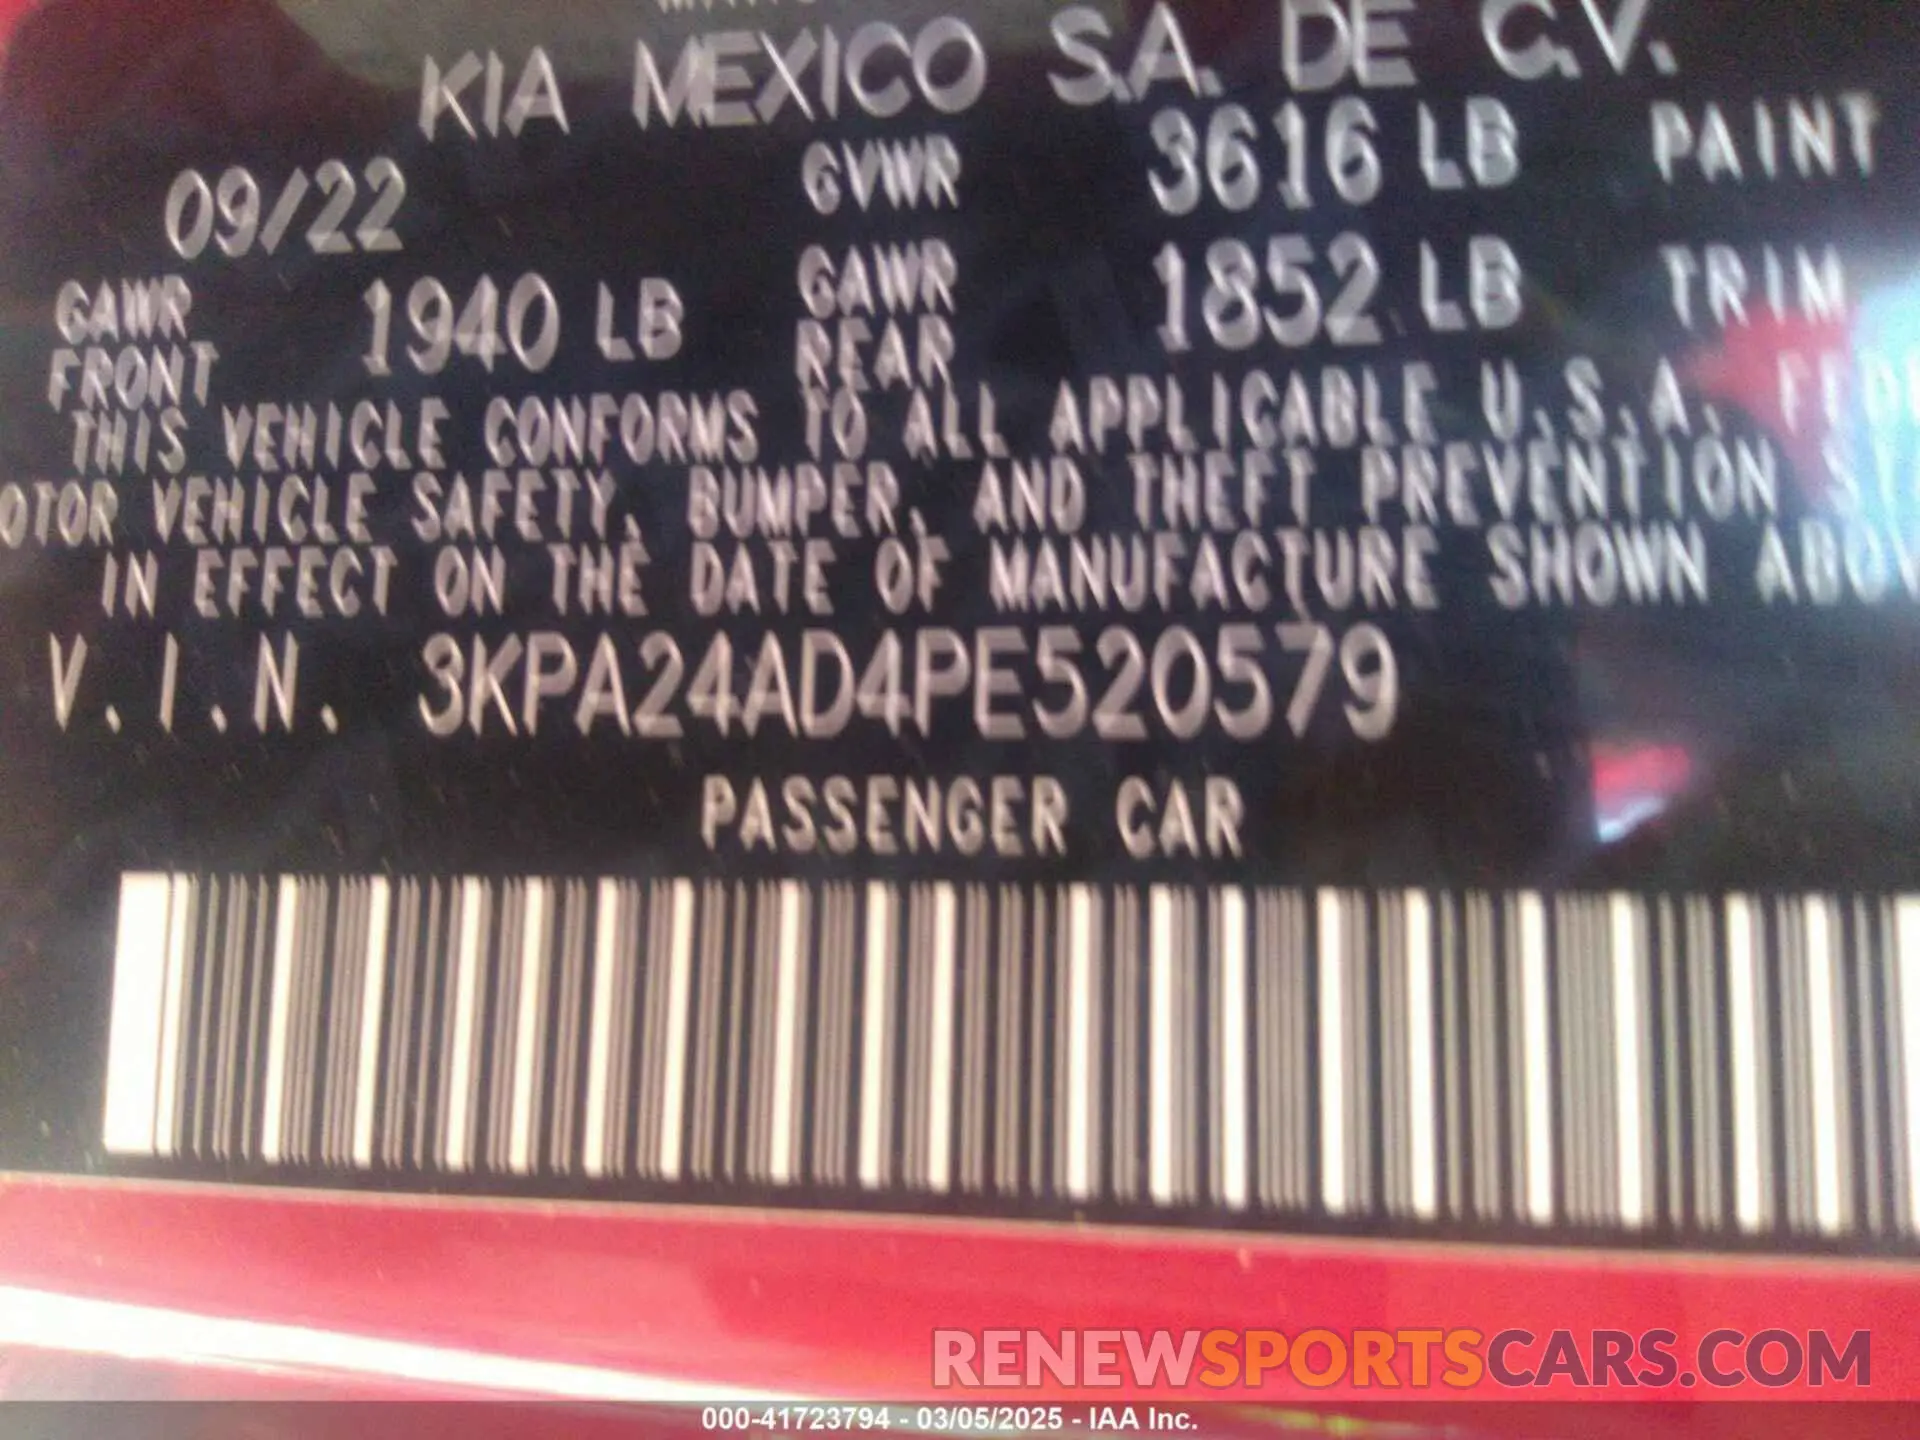 KIA MEXICO S.A. DE C.V.
09/22 GVWR 3616 LB PAINT
GAWR FRONT 1940 LB GAWR REAR 1852 LB TRIM
THIS VEHICLE CONFORMS TO ALL APPLICABLE U.S.A.
VEHICLE SAFETY, BUMPER, AND THEFT PREVENTION
IN EFFECT ON THE DATE OF MANUFACTURE SHOWN
V.I.N. 3KPA24AD4PE520579
PASSENGER CAR
RENEWSPORTSCARS.COM
000-41723794 - 03/05/2025 - IAA Inc.